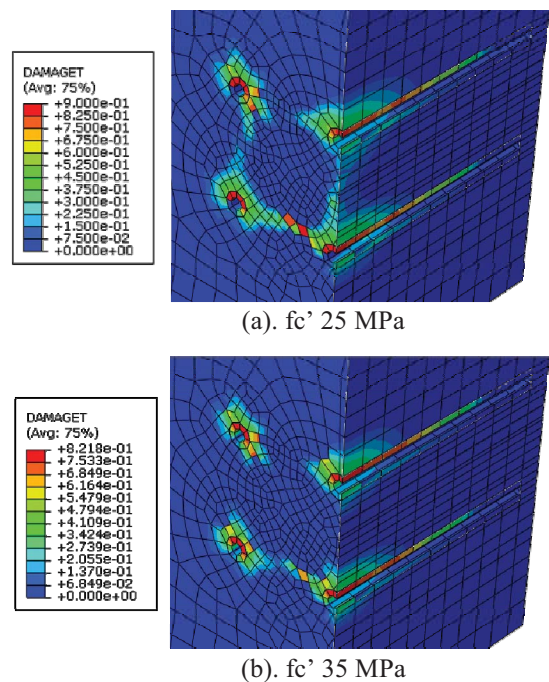 DAMAGET
(Avg: 75%)
+9.000e-01
+8.250e-01
+7.500e-01
+6.750e-01
+6.000e-01
+5.250e-01
+4.500e-01
+3.750e-01
+3.000e-01
+2.250e-01
+1.500e-01
+7.500e-02
+0.000e+00
(a). fc' 25 MPa
DAMAGET
(Avg: 75%)
+8.218e-01
+7.533e-01
+6.849e-01
+6.164e-01
+5.479e-01
+4.794e-01
+4.109e-01
+3.424e-01
+2.739e-01
+2.055e-01
+1.370e-01
+6.849e-02
+0.000e+00
(b). fc' 35 MPa